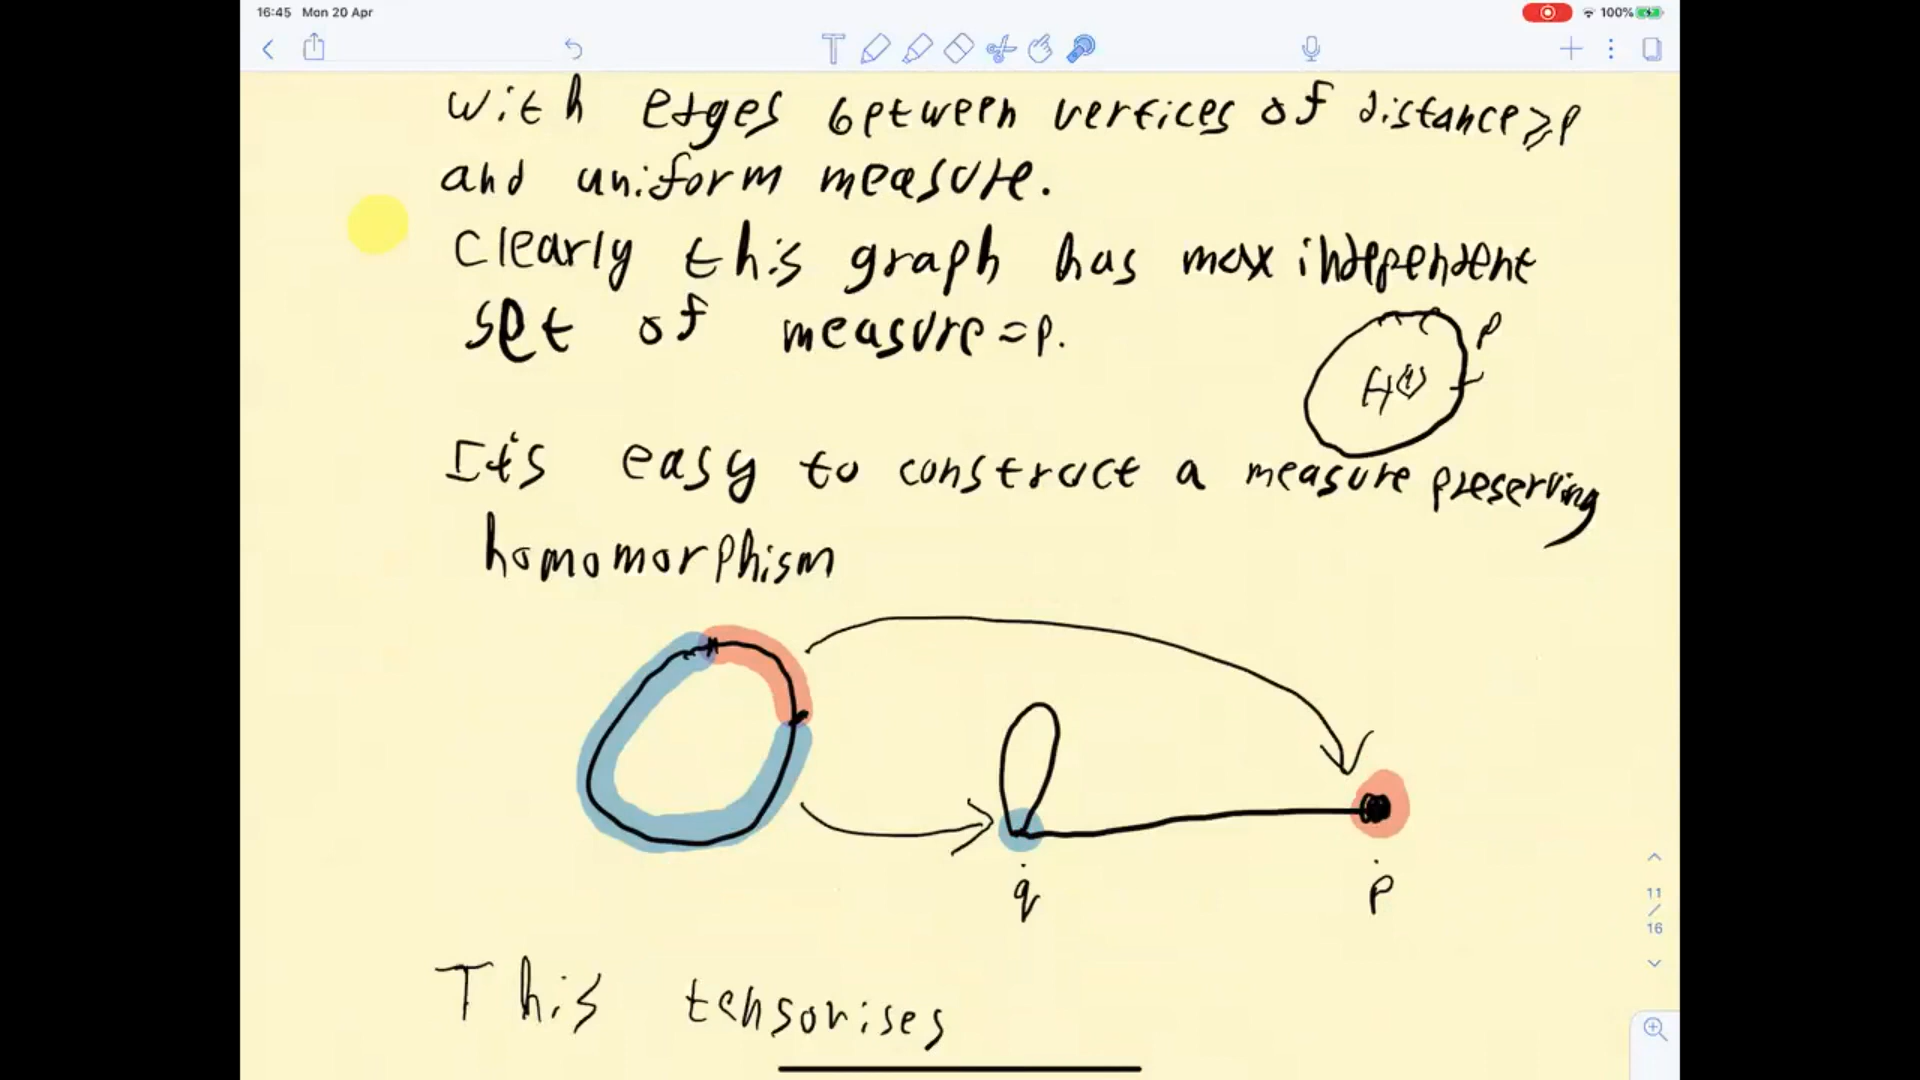 16:45 Mon 20 Apr
100%
with edges between vertices of distance ≥ p
and uniform measure.
Clearly this graph has max independent
set of measure = p.
p
It's easy to construct a measure preserving
homomorphism
q
p
11
/
16
This tensorises